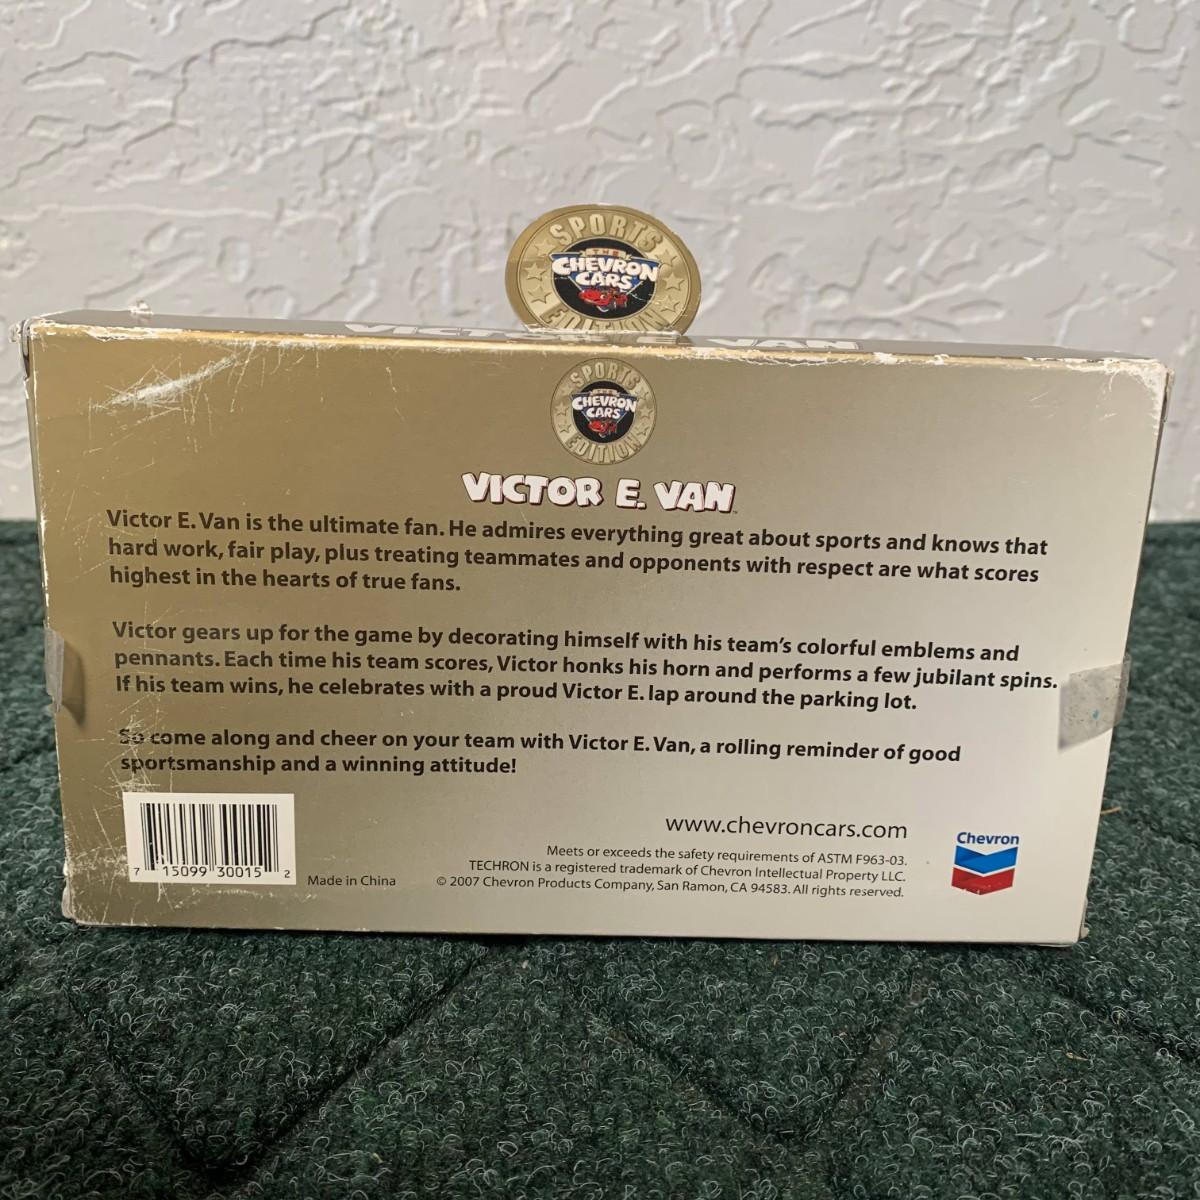 SPORTS
THE
CHEVRON
CARS
EDITION
VICTOR E. VAN
SPORTS
THE
CHEVRON
CARS
EDITION
VICTOR E. VAN™
Victor E. Van is the ultimate fan. He admires everything great about sports and knows that
hard work, fair play, plus treating teammates and opponents with respect are what scores
highest in the hearts of true fans.
Victor gears up for the game by decorating himself with his team's colorful emblems and
pennants. Each time his team scores, Victor honks his horn and performs a few jubilant spins.
If his team wins, he celebrates with a proud Victor E. lap around the parking lot.
So come along and cheer on your team with Victor E. Van, a rolling reminder of good
sportsmanship and a winning attitude!
www.chevroncars.com
Chevron
Meets or exceeds the safety requirements of ASTM F963-03.
TECHRON is a registered trademark of Chevron Intellectual Property LLC.
7 15099 30015 2
Made in China
© 2007 Chevron Products Company, San Ramon, CA 94583. All rights reserved.